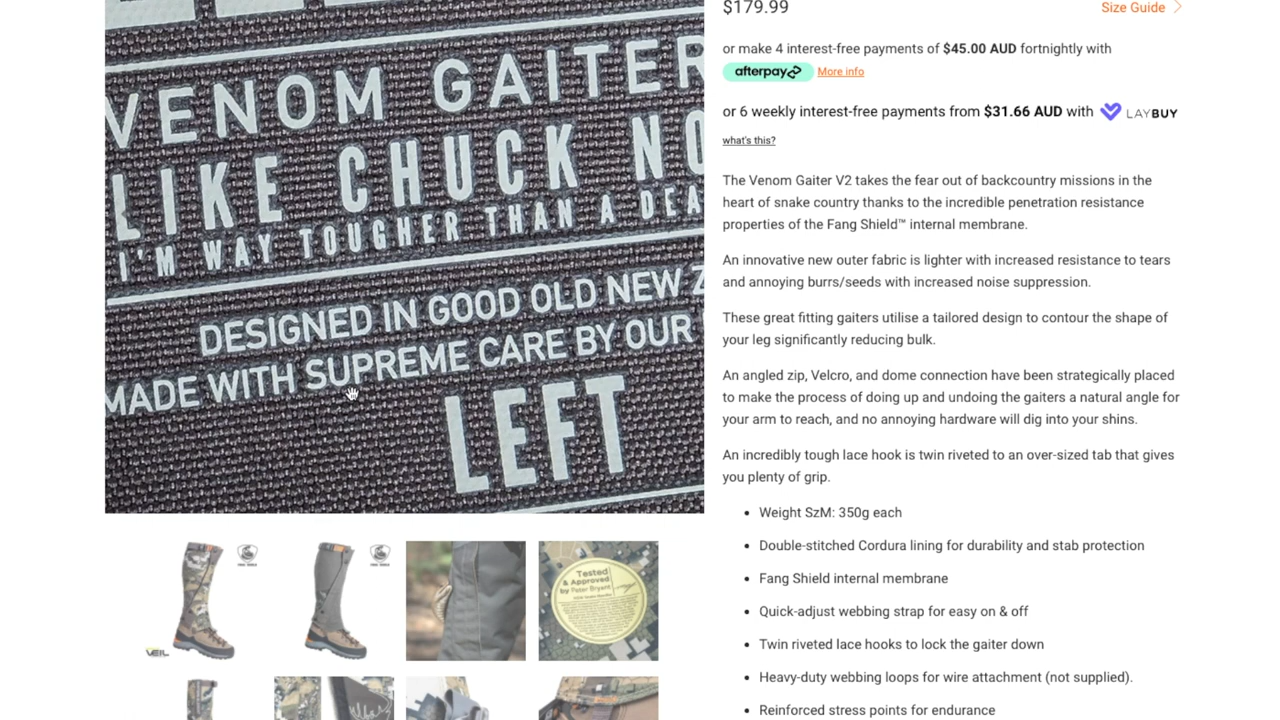 VENOM GAITER
LIKE CHUCK NO
I'M WAY TOUGHER THAN A DEA
DESIGNED IN GOOD OLD NEW Z
MADE WITH SUPREME CARE BY OUR
LEFT
Tested
& Approved
by Peter Bryant
VEIL
$179.99
Size Guide
or make 4 interest-free payments of $45.00 AUD fortnightly with
afterpay More info
or 6 weekly interest-free payments from $31.66 AUD with LAYBUY
what's this?
The Venom Gaiter V2 takes the fear out of backcountry missions in the
heart of snake country thanks to the incredible penetration resistance
properties of the Fang Shield™ internal membrane.
An innovative new outer fabric is lighter with increased resistance to tears
and annoying burrs/seeds with increased noise suppression.
These great fitting gaiters utilise a tailored design to contour the shape of
your leg significantly reducing bulk.
An angled zip, Velcro, and dome connection have been strategically placed
to make the process of doing up and undoing the gaiters a natural angle for
your arm to reach, and no annoying hardware will dig into your shins.
An incredibly tough lace hook is twin riveted to an over-sized tab that gives
you plenty of grip.
• Weight SzM: 350g each
• Double-stitched Cordura lining for durability and stab protection
• Fang Shield internal membrane
• Quick-adjust webbing strap for easy on & off
• Twin riveted lace hooks to lock the gaiter down
• Heavy-duty webbing loops for wire attachment (not supplied).
• Reinforced stress points for endurance